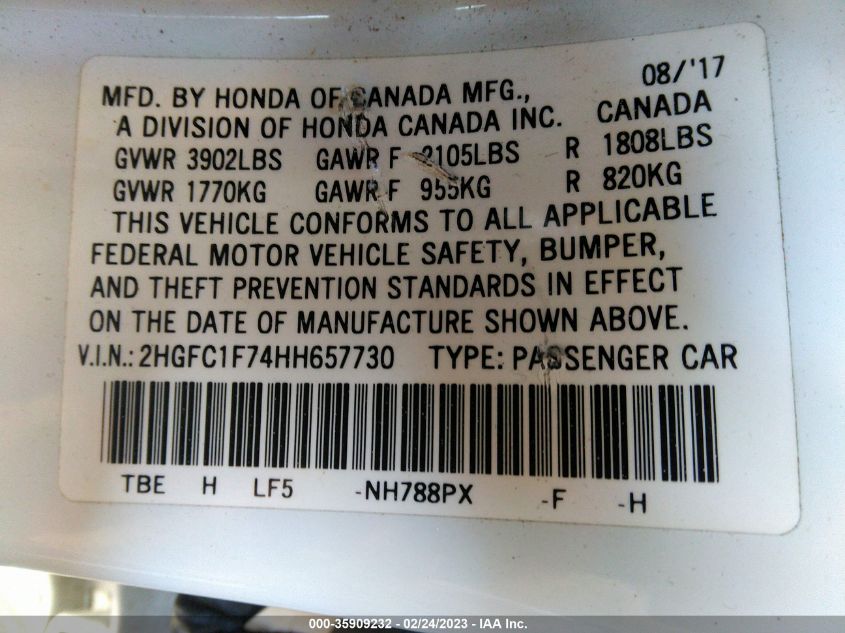 08/'17
MFD. BY HONDA OF CANADA MFG.,
A DIVISION OF HONDA CANADA INC. CANADA
GVWR 3902LBS GAWR F 2105LBS R 1808LBS
GVWR 1770KG GAWR F 955KG R 820KG
THIS VEHICLE CONFORMS TO ALL APPLICABLE
FEDERAL MOTOR VEHICLE SAFETY, BUMPER,
AND THEFT PREVENTION STANDARDS IN EFFECT
ON THE DATE OF MANUFACTURE SHOWN ABOVE.
V.I.N.: 2HGFC1F74HH657730 TYPE: PASSENGER CAR
TBE H LF5 -NH788PX -F -H
000-35909232 - 02/24/2023 - IAA Inc.